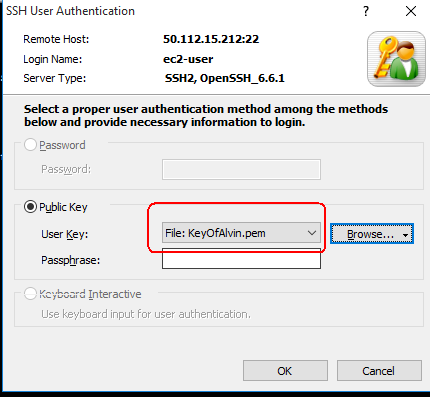 SSH User Authentication
Remote Host: 50.112.15.212:22
Login Name: ec2-user
Server Type: SSH2, OpenSSH_6.6.1
Select a proper user authentication method among the methods
below and provide necessary information to login.
Password
Password:
Public Key
User Key: File: KeyOfAlvin.pem Browse...
Passphrase:
Keyboard Interactive
Use keyboard input for user authentication.
OK Cancel